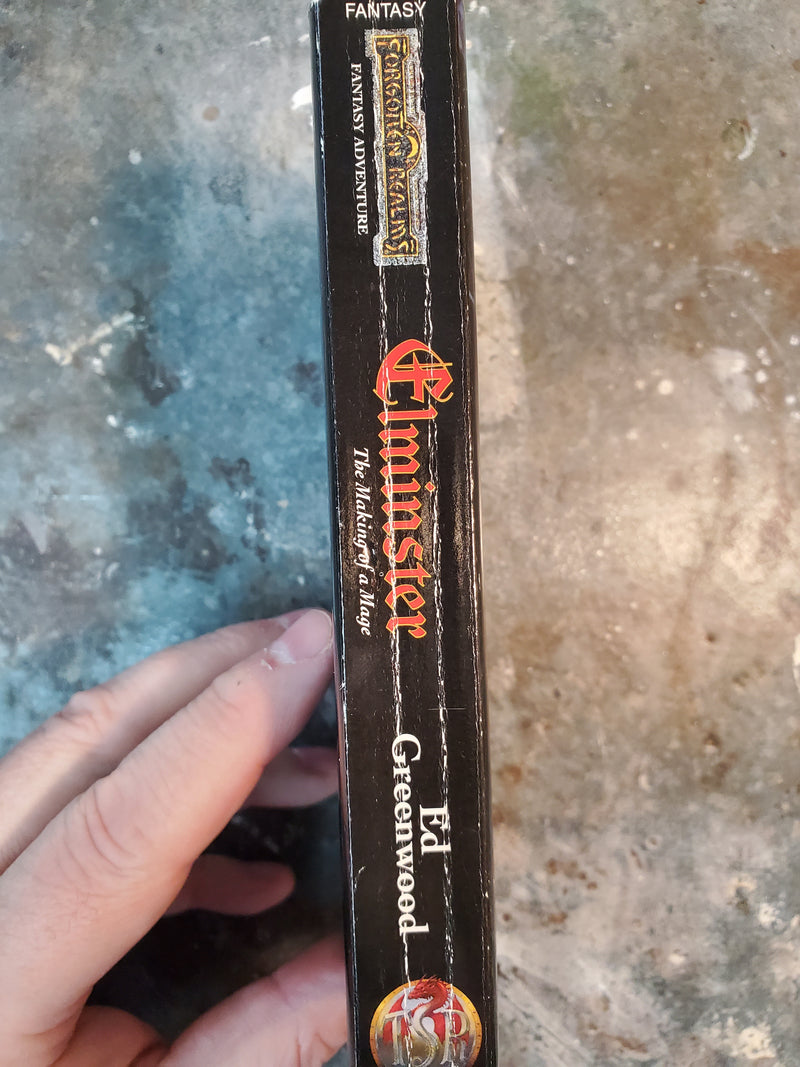 FANTASY
FORGOTTEN REALMS
FANTASY ADVENTURE
Elminster
The Making of a Mage
Ed
Greenwood
TSR